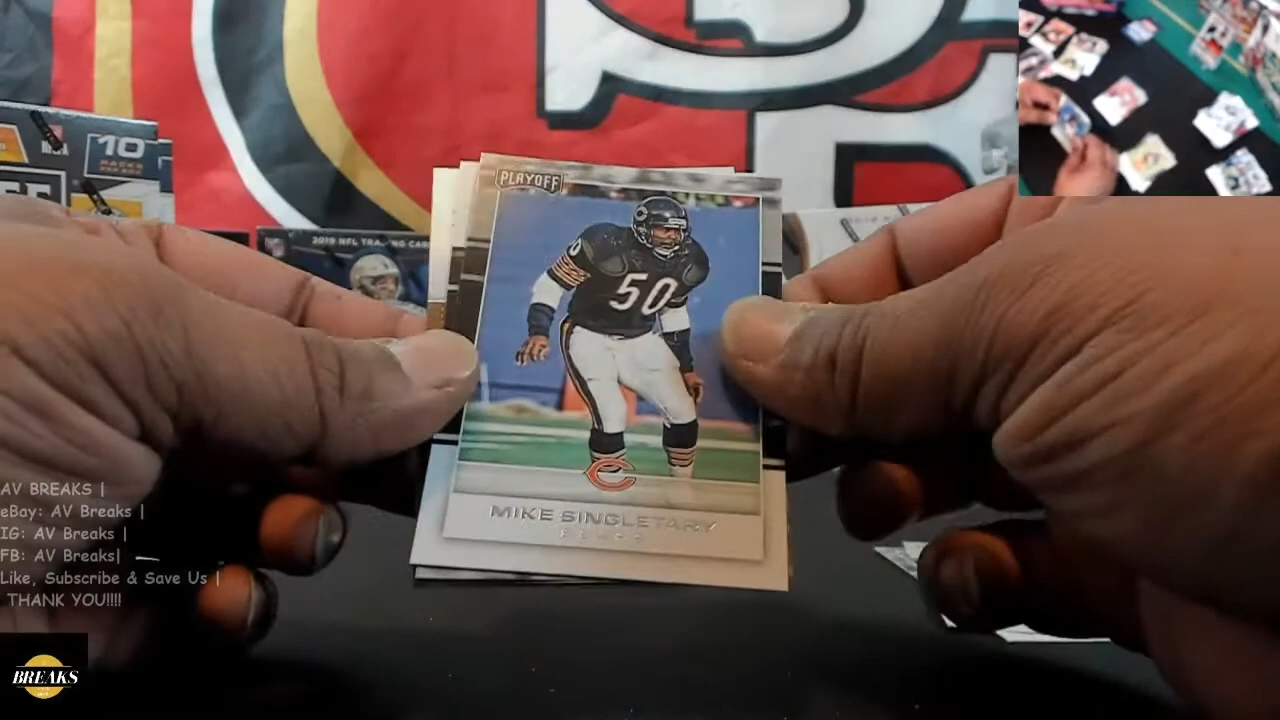 10
PACKS
PLAYOFF
2019 NFL TRADING CARD
50
MIKE SINGLETARY
AV BREAKS |
eBay: AV Breaks |
IG: AV Breaks |
FB: AV Breaks|
Like, Subscribe & Save Us |
THANK YOU!!!!
BREAKS